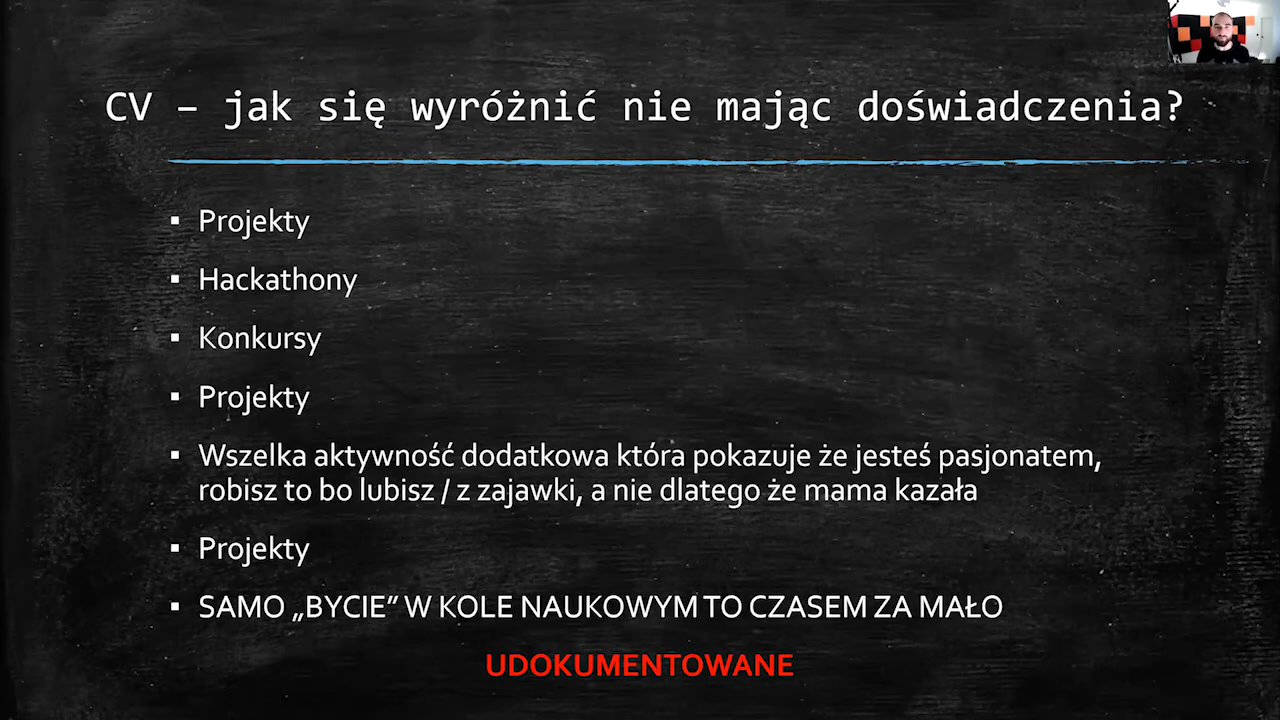 CV – jak się wyróżnić nie mając doświadczenia?
▪ Projekty
▪ Hackathony
▪ Konkursy
▪ Projekty
▪ Wszelka aktywność dodatkowa która pokazuje że jesteś pasjonatem,
robisz to bo lubisz / z zajawki, a nie dlatego że mama kazała
▪ Projekty
▪ SAMO „BYCIE” W KOLE NAUKOWYM TO CZASEM ZA MAŁO
UDOKUMENTOWANE